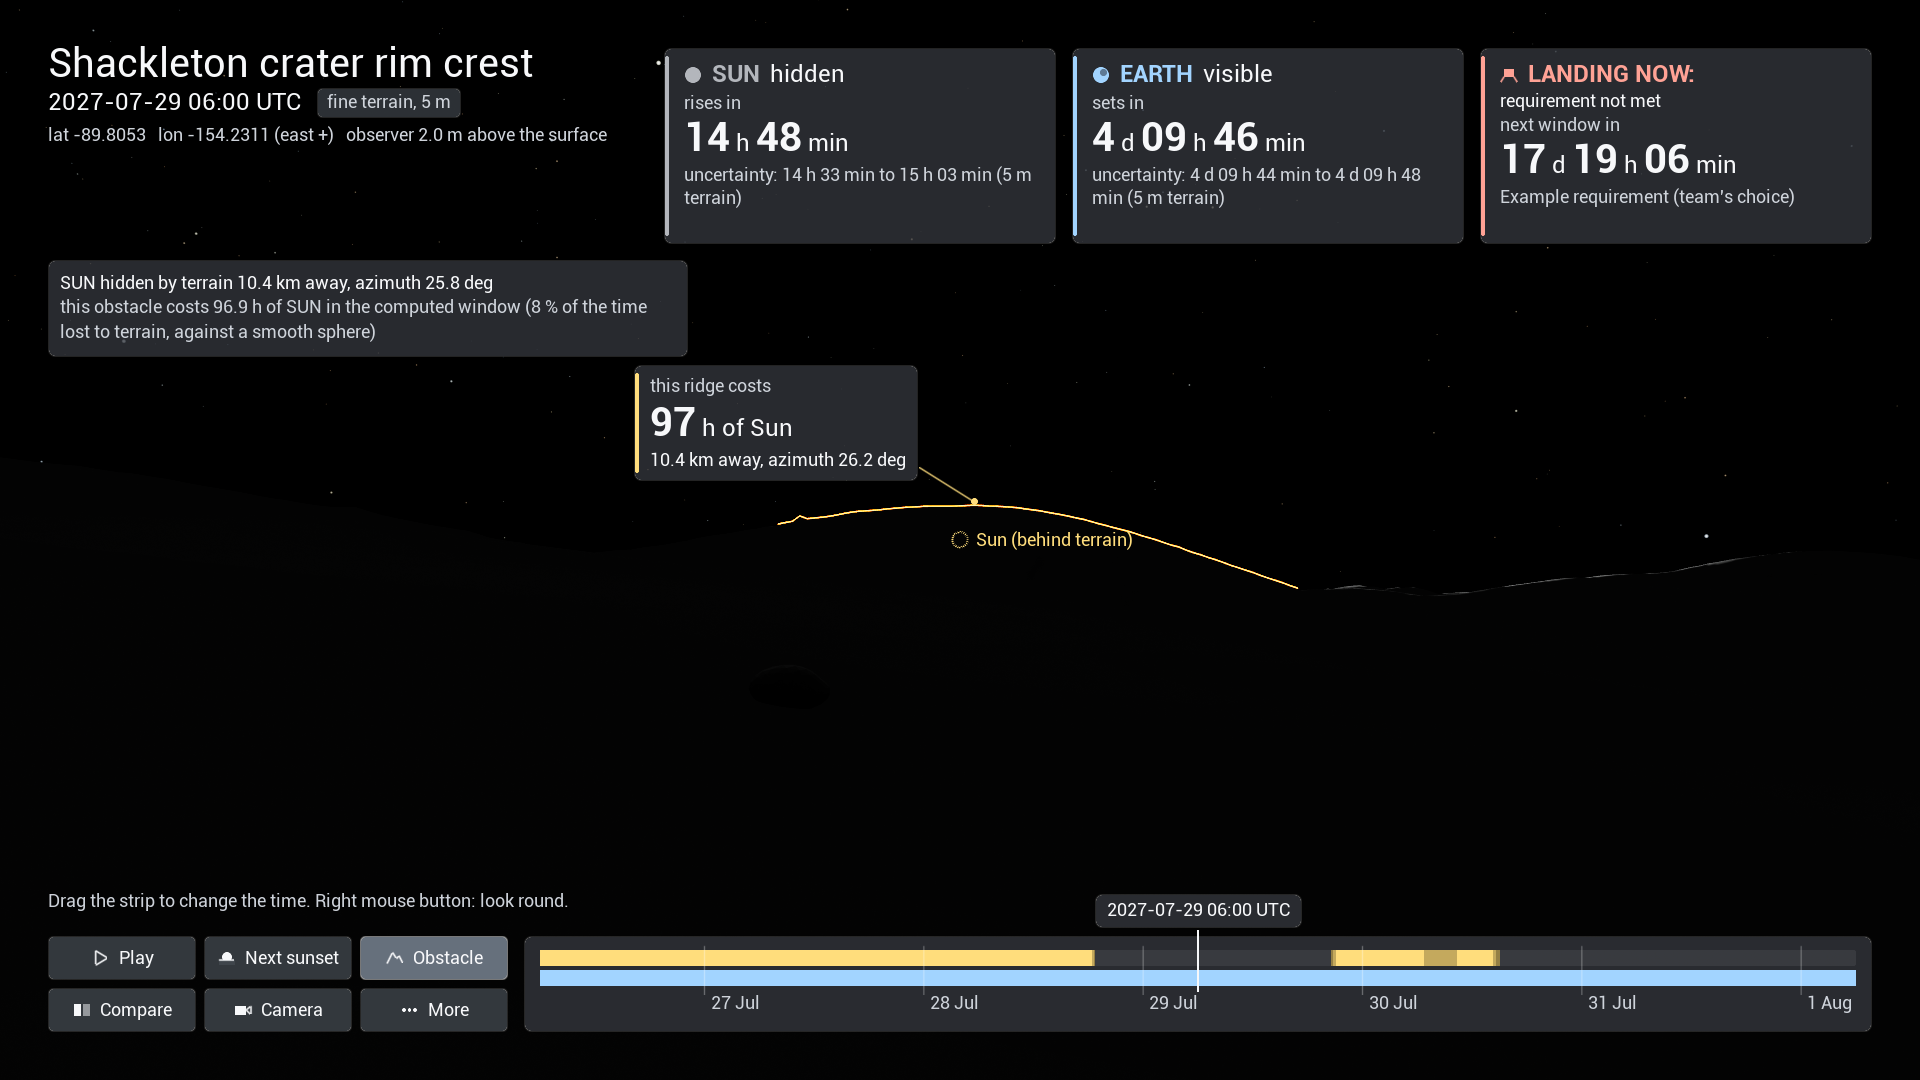 Shackleton crater rim crest
2027-07-29 06:00 UTC fine terrain, 5 m
lat -89.8053 lon -154.2311 (east +) observer 2.0 m above the surface
SUN hidden
rises in
14 h 48 min
uncertainty: 14 h 33 min to 15 h 03 min (5 m
terrain)
EARTH visible
sets in
4 d 09 h 46 min
uncertainty: 4 d 09 h 44 min to 4 d 09 h 48
min (5 m terrain)
LANDING NOW:
requirement not met
next window in
17 d 19 h 06 min
Example requirement (team's choice)
SUN hidden by terrain 10.4 km away, azimuth 25.8 deg
this obstacle costs 96.9 h of SUN in the computed window (8 % of the time
lost to terrain, against a smooth sphere)
this ridge costs
97 h of Sun
10.4 km away, azimuth 26.2 deg
Sun (behind terrain)
Drag the strip to change the time. Right mouse button: look round.
Play
Next sunset
Obstacle
Compare
Camera
More
2027-07-29 06:00 UTC
27 Jul 28 Jul 29 Jul 30 Jul 31 Jul 1 Aug